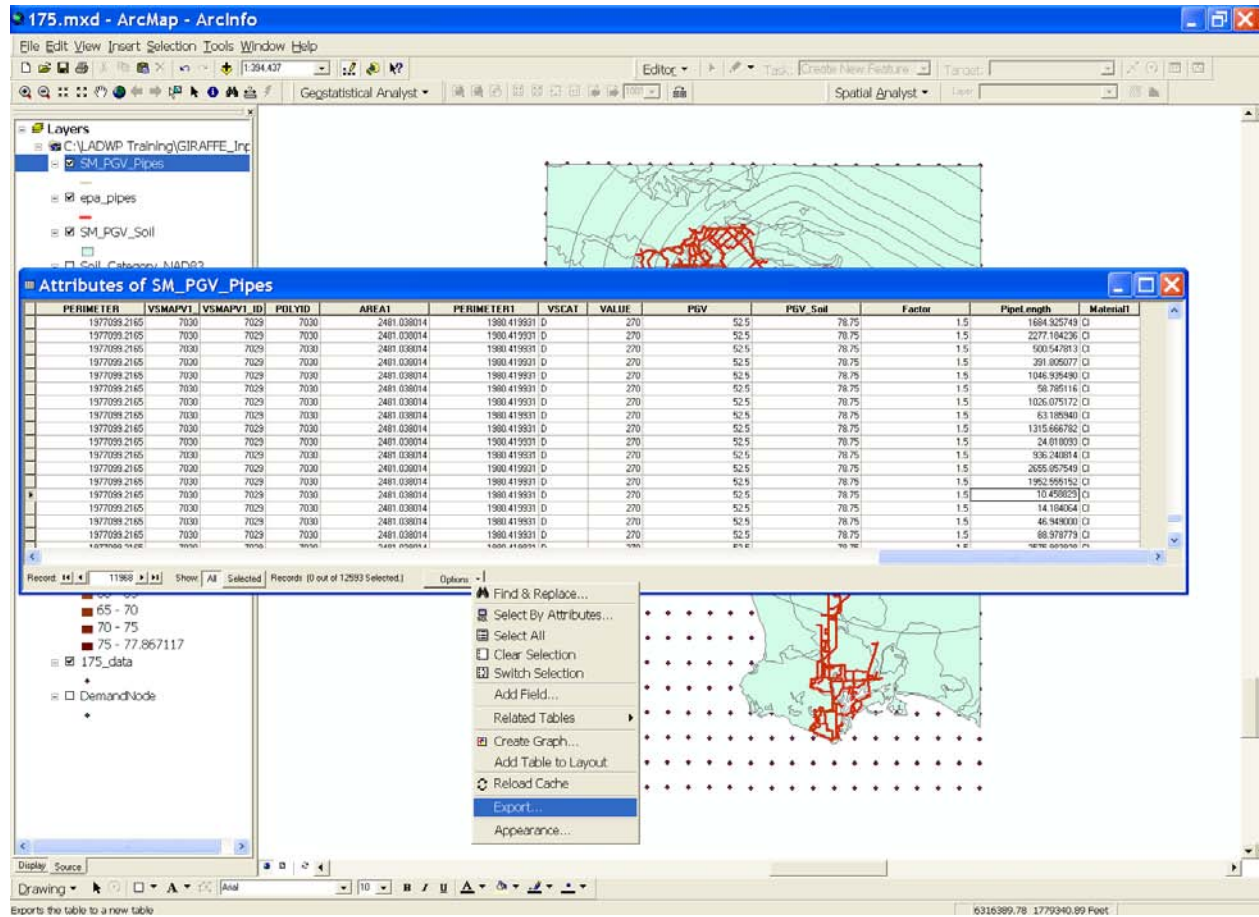 175.mxd - ArcMap - ArcInfo
File Edit View Insert Selection Tools Window Help
1:394,437 Editor Task: Create New Feature Target:
Geostatistical Analyst Spatial Analyst Layer:
Layers
C:\LADWP Training\GIRAFFE_Inp
SM_PGV_Pipes
epa_pipes
SM_PGV_Soil
Attributes of SM_PGV_Pipes
PERIMETER VSMAPV1_ VSMAPV1_ID POLYID AREA1 PERIMETER1 VSCAT VALUE PGV PGV_Soil Factor PipeLength Material1
1977099.2165 7030 7029 7030 2481.038014 1980.419931 D 270 52.5 78.75 1.5 1684.925749 CI
1977099.2165 7030 7029 7030 2481.038014 1980.419931 D 270 52.5 78.75 1.5 2277.184236 CI
1977099.2165 7030 7029 7030 2481.038014 1980.419931 D 270 52.5 78.75 1.5 500.547813 CI
1977099.2165 7030 7029 7030 2481.038014 1980.419931 D 270 52.5 78.75 1.5 391.805077 CI
1977099.2165 7030 7029 7030 2481.038014 1980.419931 D 270 52.5 78.75 1.5 1046.935490 CI
1977099.2165 7030 7029 7030 2481.038014 1980.419931 D 270 52.5 78.75 1.5 58.785116 CI
1977099.2165 7030 7029 7030 2481.038014 1980.419931 D 270 52.5 78.75 1.5 1026.075172 CI
1977099.2165 7030 7029 7030 2481.038014 1980.419931 D 270 52.5 78.75 1.5 63.185940 CI
1977099.2165 7030 7029 7030 2481.038014 1980.419931 D 270 52.5 78.75 1.5 1315.666782 CI
1977099.2165 7030 7029 7030 2481.038014 1980.419931 D 270 52.5 78.75 1.5 24.818093 CI
1977099.2165 7030 7029 7030 2481.038014 1980.419931 D 270 52.5 78.75 1.5 936.240814 CI
1977099.2165 7030 7029 7030 2481.038014 1980.419931 D 270 52.5 78.75 1.5 2655.857549 CI
1977099.2165 7030 7029 7030 2481.038014 1980.419931 D 270 52.5 78.75 1.5 1952.555152 CI
1977099.2165 7030 7029 7030 2481.038014 1980.419931 D 270 52.5 78.75 1.5 10.458829 CI
1977099.2165 7030 7029 7030 2481.038014 1980.419931 D 270 52.5 78.75 1.5 14.184064 CI
1977099.2165 7030 7029 7030 2481.038014 1980.419931 D 270 52.5 78.75 1.5 46.949000 CI
1977099.2165 7030 7029 7030 2481.038014 1980.419931 D 270 52.5 78.75 1.5 88.978779 CI
Record: 11968 Show: All Selected Records (0 out of 12593 Selected.) Options
Find & Replace...
Select By Attributes...
Select All
Clear Selection
Switch Selection
Add Field...
Related Tables
Create Graph...
Add Table to Layout
Reload Cache
Export...
Appearance...
65 - 70
70 - 75
75 - 77.867117
175_data
DemandNode
Display Source
Drawing A Arial 10 B I U A
Exports the table to a new table 6316389.78 1779340.89 Feet